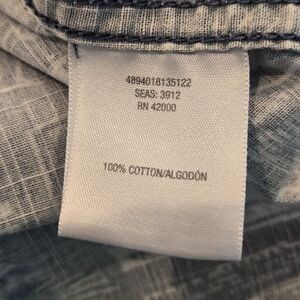 4894018135122
SEAS: 3912
RN 42000
100% COTTON/ALGODÓN